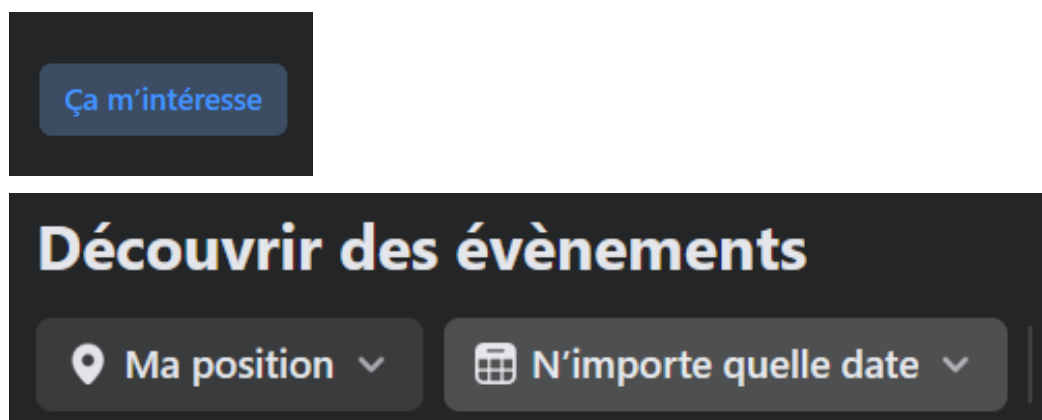 Ça m’intéresse
Découvrir des évènements
Ma position
N’importe quelle date